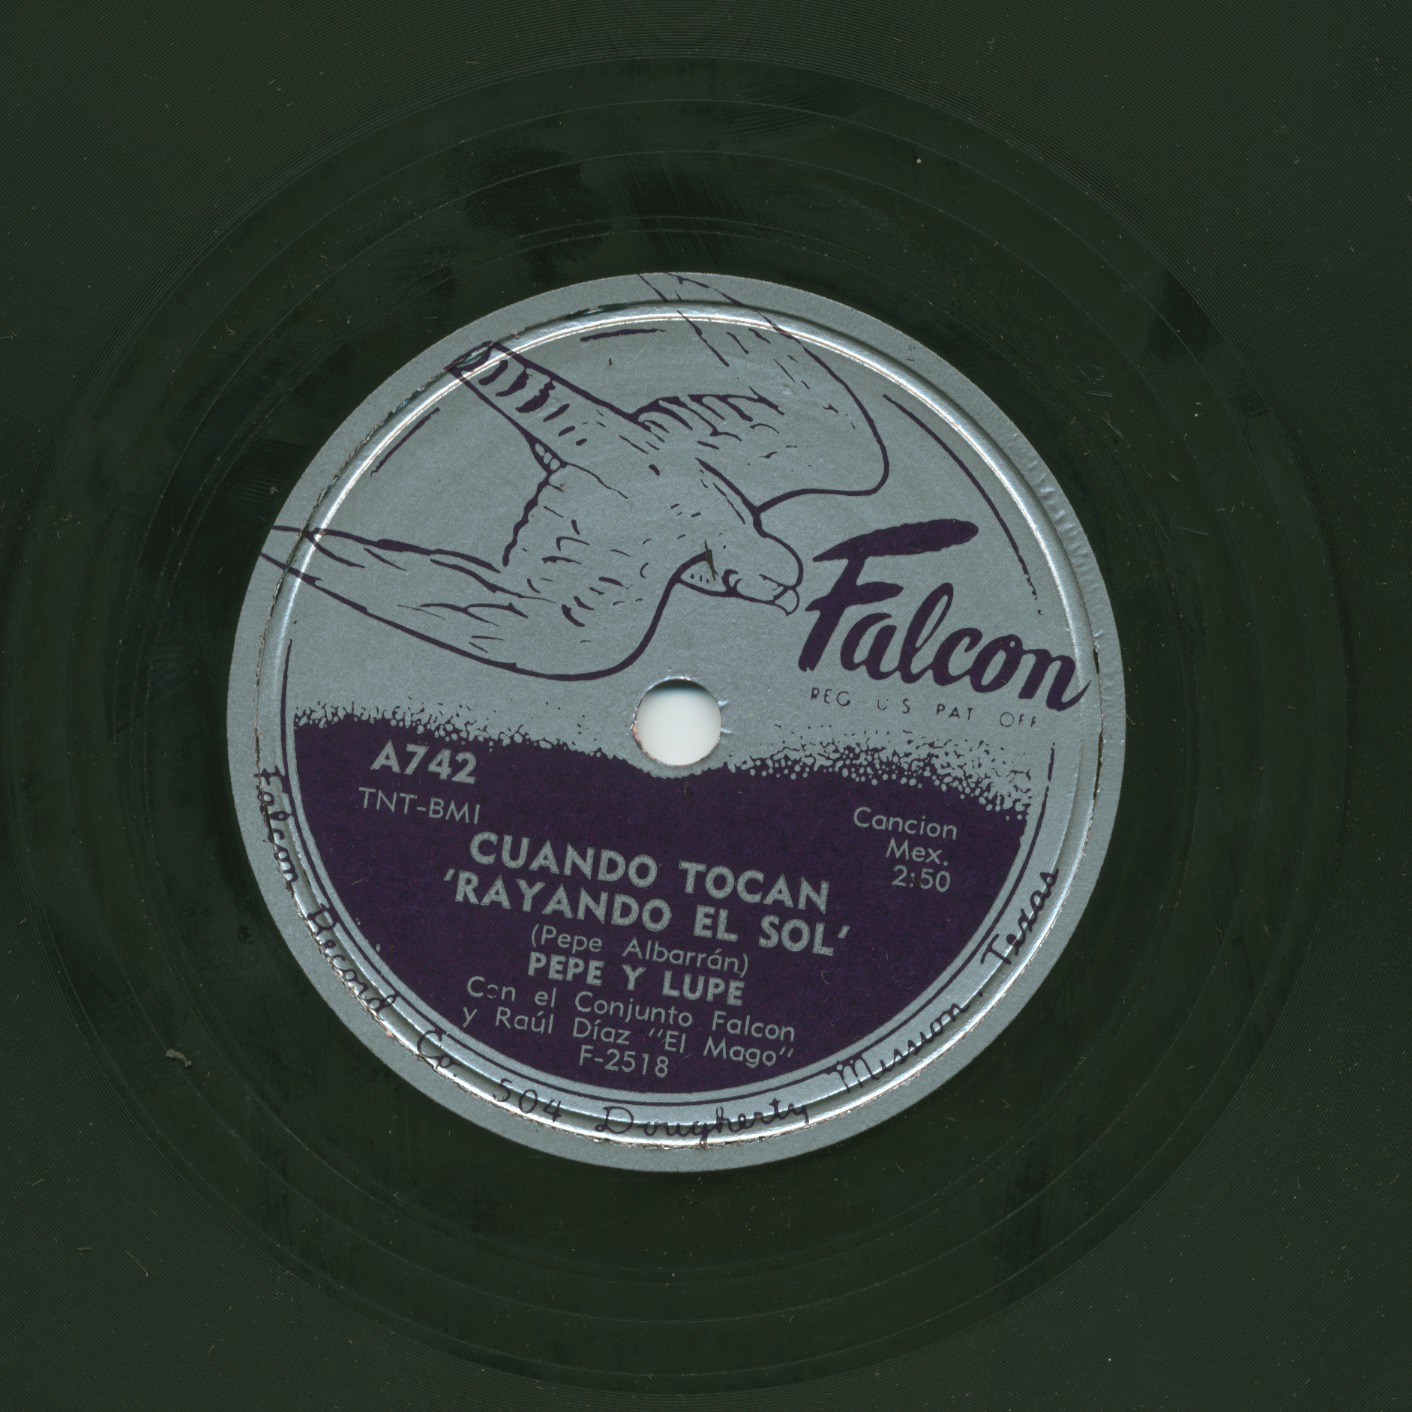 Falcon
REG US PAT OFF
A742
TNT-BMI
Cancion
Mex.
2:50
CUANDO TOCAN
'RAYANDO EL SOL'
(Pepe Albarrán)
PEPE Y LUPE
Con el Conjunto Falcon
y Raúl Díaz "El Mago"
F-2518
Falcon Record Co. 504 Dougherty Mission, Texas